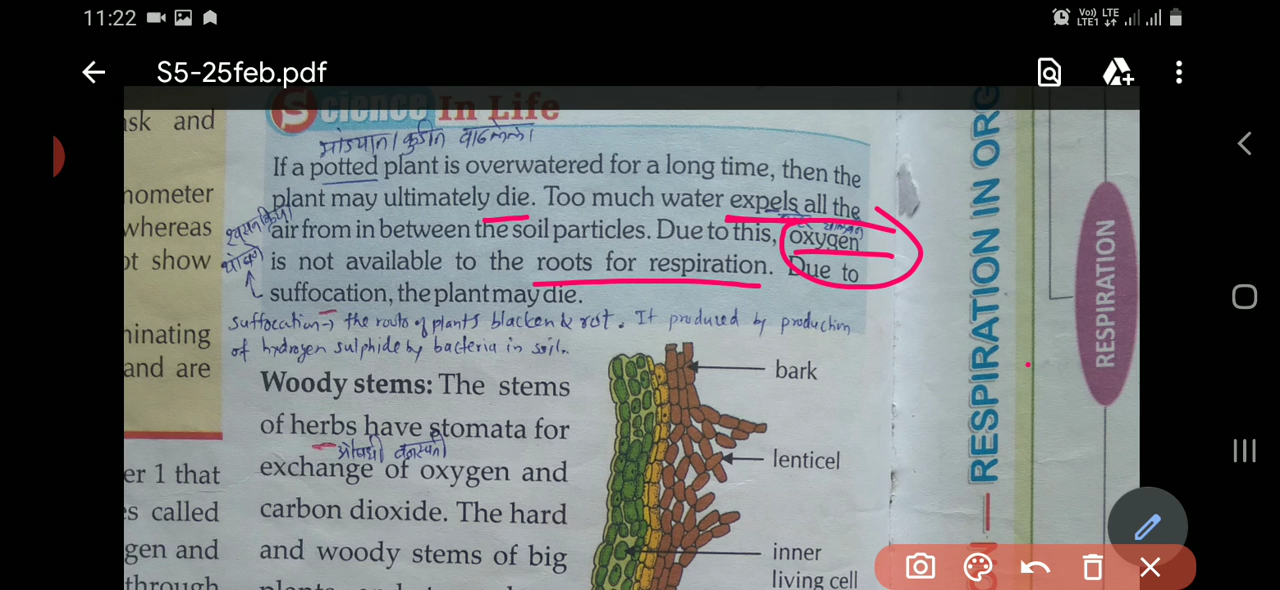 11:22
Vo) LTE
LTE1
S5-25feb.pdf
Science In Life
If a potted plant is overwatered for a long time, then the
plant may ultimately die. Too much water expels all the
air from in between the soil particles. Due to this, oxygen
is not available to the roots for respiration. Due to
suffocation, the plant may die.
suffocation → the roots of plants blacken & rot. It produced by production
of hydrogen sulphide by bacteria in soil.
Woody stems: The stems
of herbs have stomata for
exchange of oxygen and
carbon dioxide. The hard
and woody stems of big
bark
lenticel
inner
living cell
sk and
nometer
whereas
ot show
ninating
and are
er 1 that
s called
gen and
through
RESPIRATION IN ORG
RESPIRATION